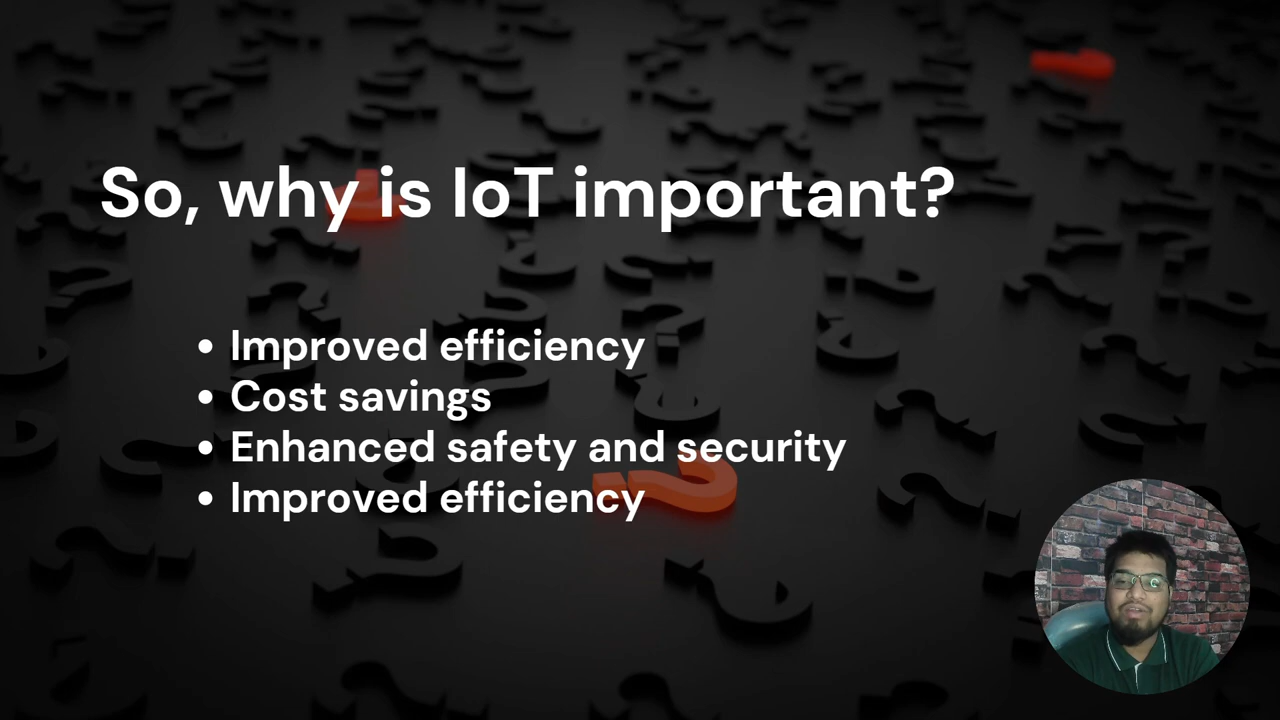 So, why is IoT important?
• Improved efficiency
• Cost savings
• Enhanced safety and security
• Improved efficiency